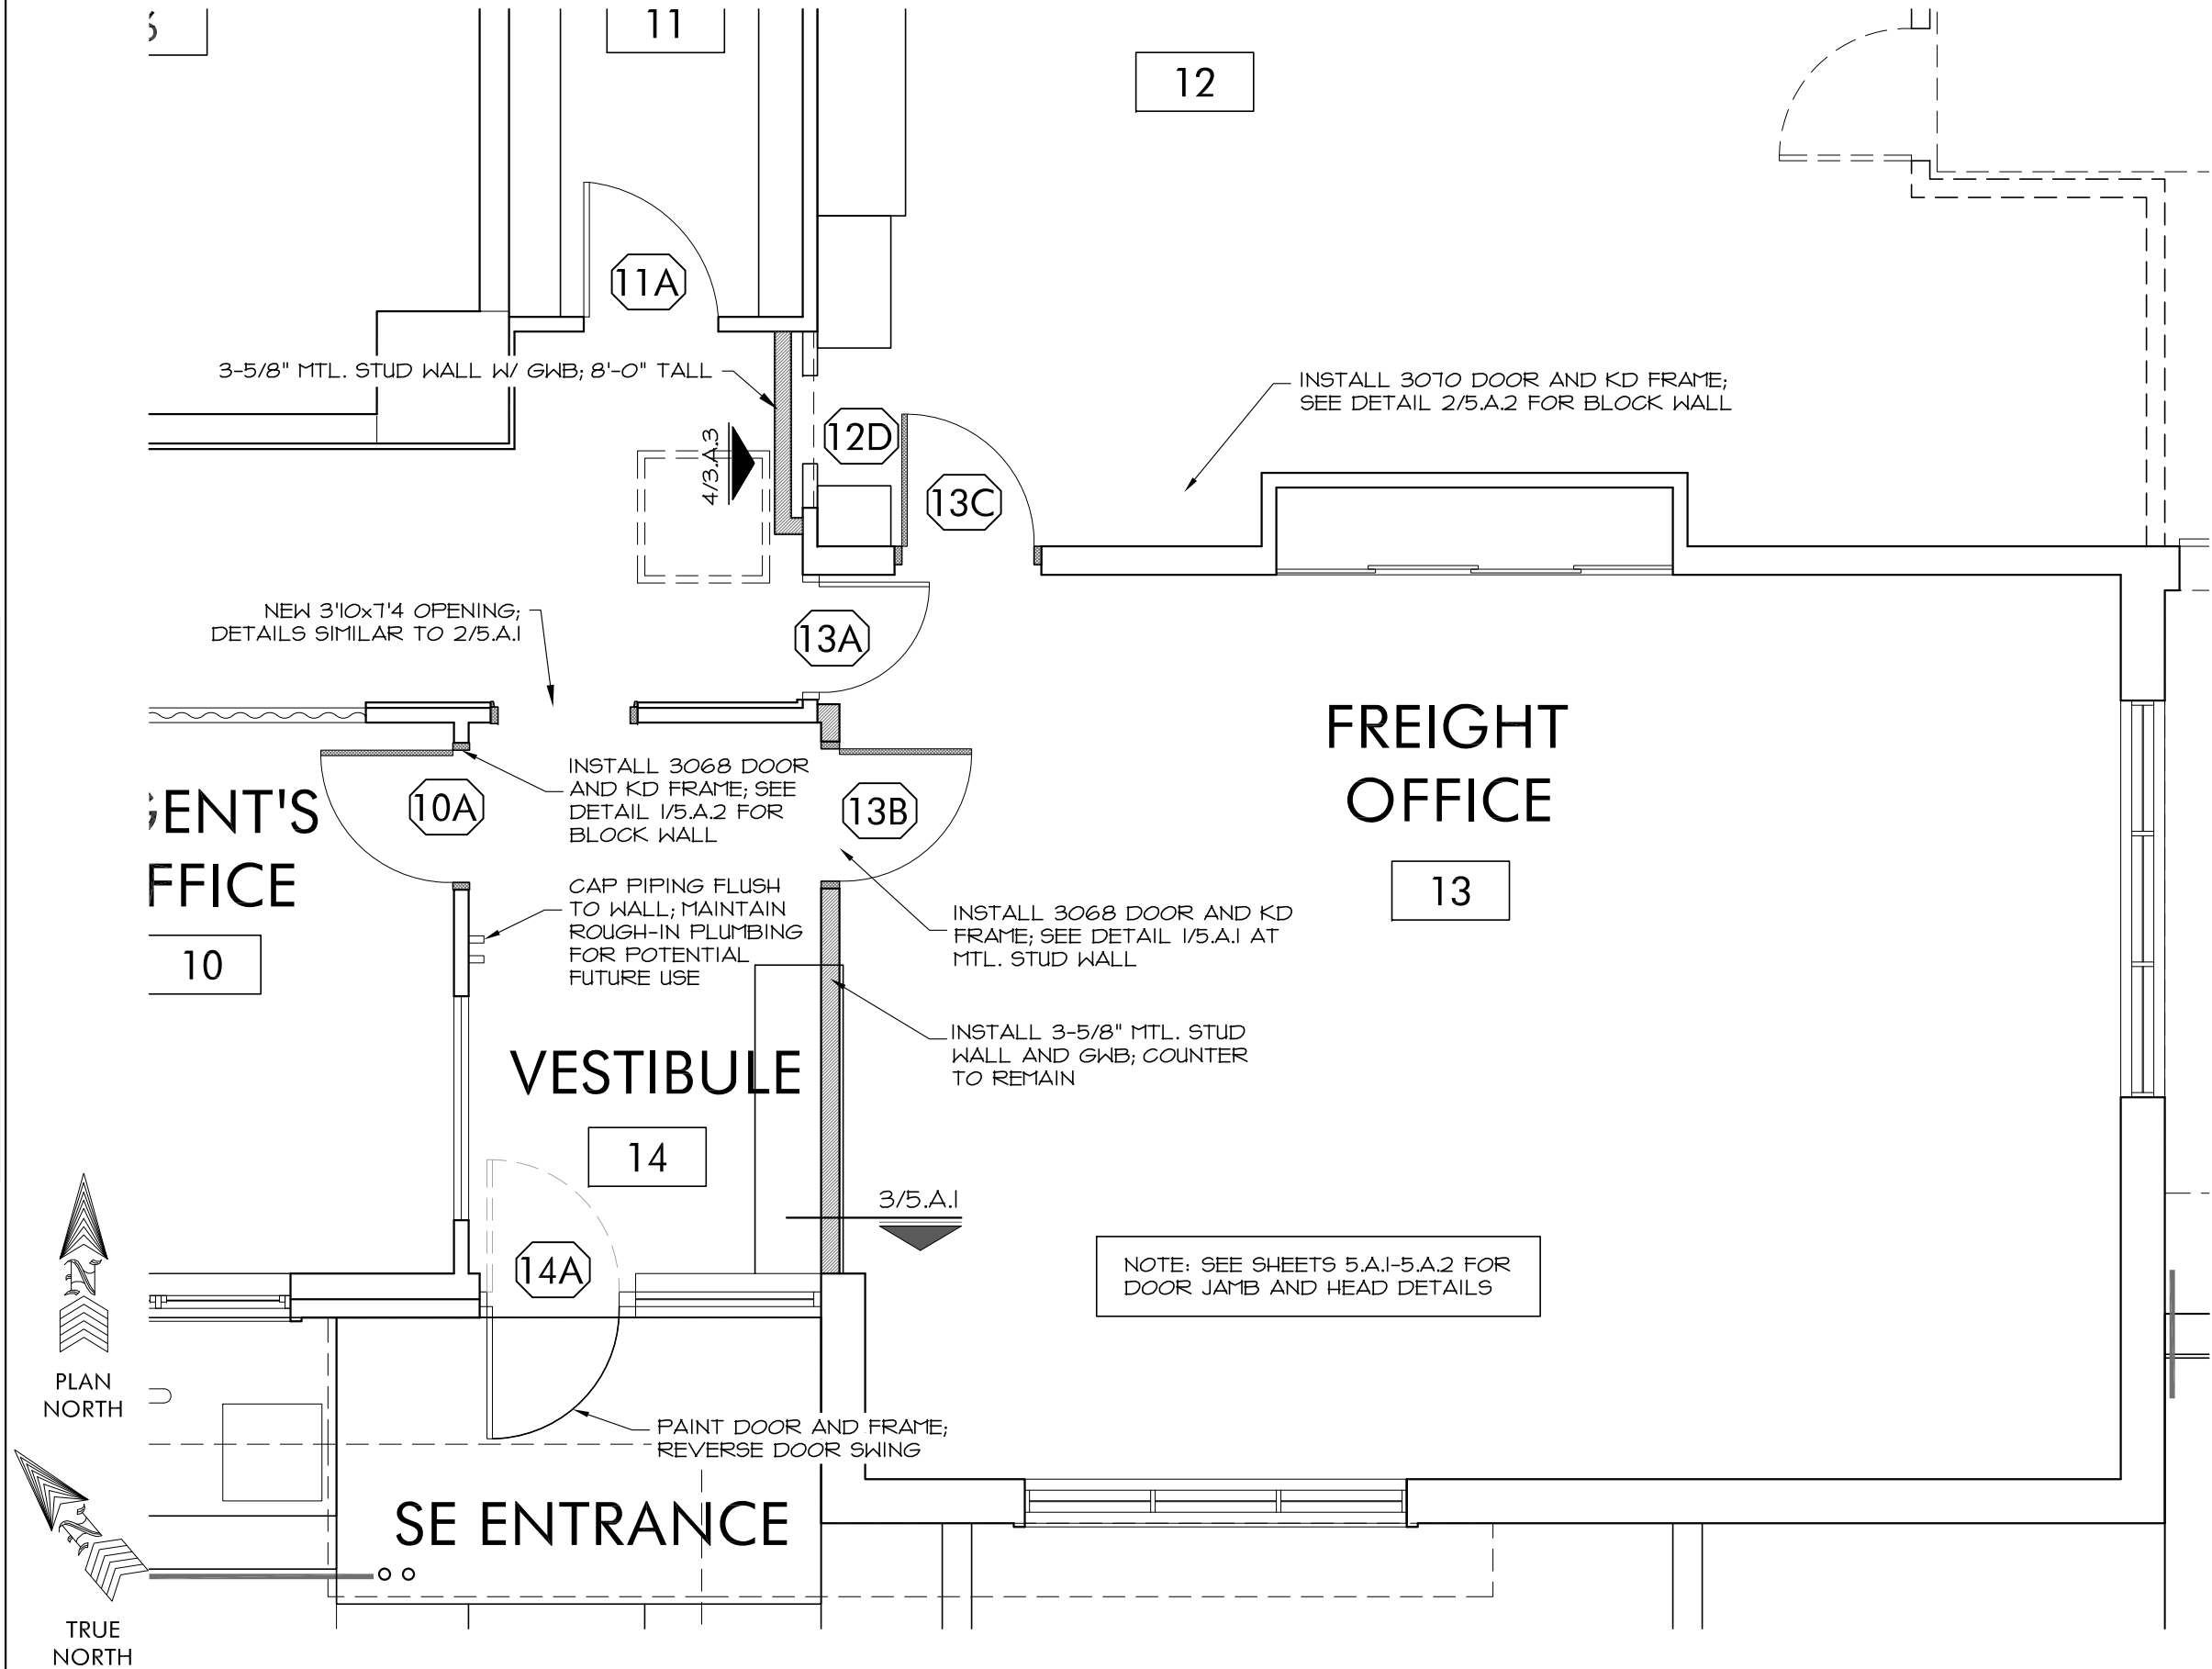 11
12
11A
3-5/8" MTL. STUD WALL W/ GWB; 8'-0" TALL
INSTALL 3070 DOOR AND KD FRAME;
SEE DETAIL 2/5.A.2 FOR BLOCK WALL
4/3.A.3
12D
13C
NEW 3'10x7'4 OPENING;
DETAILS SIMILAR TO 2/5.A.1
13A
FREIGHT
OFFICE
13
INSTALL 3068 DOOR
AND KD FRAME; SEE
DETAIL 1/5.A.2 FOR
BLOCK WALL
10A
13B
GENT'S
FFICE
10
CAP PIPING FLUSH
TO WALL; MAINTAIN
ROUGH-IN PLUMBING
FOR POTENTIAL
FUTURE USE
INSTALL 3068 DOOR AND KD
FRAME; SEE DETAIL 1/5.A.1 AT
MTL. STUD WALL
INSTALL 3-5/8" MTL. STUD
WALL AND GWB; COUNTER
TO REMAIN
VESTIBULE
14
3/5.A.1
14A
NOTE: SEE SHEETS 5.A.1-5.A.2 FOR
DOOR JAMB AND HEAD DETAILS
N
PLAN
NORTH
PAINT DOOR AND FRAME;
REVERSE DOOR SWING
SE ENTRANCE
N
TRUE
NORTH